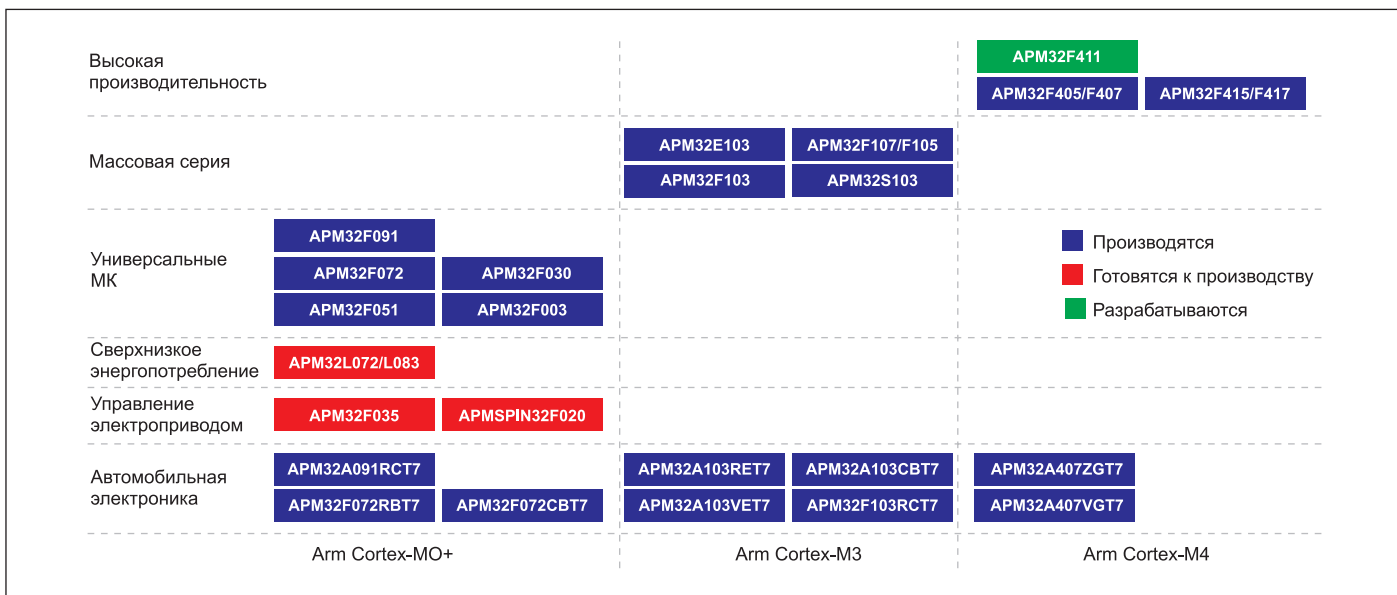 Высокая
производительность
APM32F411
APM32F405/F407
APM32F415/F417
Массовая серия
APM32E103
APM32F107/F105
APM32F103
APM32S103
Универсальные
МК
APM32F091
APM32F072
APM32F030
APM32F051
APM32F003
Производятся
Готовятся к производству
Разрабатываются
Сверхнизкое
энергопотребление
APM32L072/L083
Управление
электроприводом
APM32F035
APMSPIN32F020
Автомобильная
электроника
APM32A091RCT7
APM32F072RBT7
APM32F072CBT7
APM32A103RET7
APM32A103CBT7
APM32A103VET7
APM32F103RCT7
APM32A407ZGT7
APM32A407VGT7
Arm Cortex-MO+
Arm Cortex-M3
Arm Cortex-M4